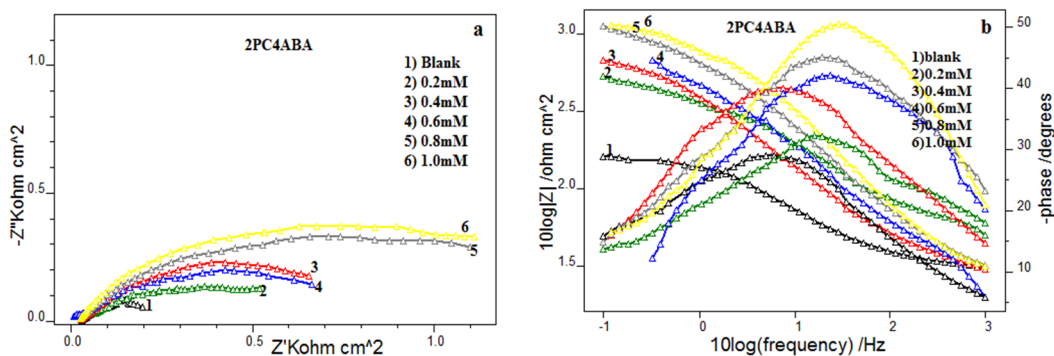 a
2PC4ABA
1) Blank
2) 0.2mM
3) 0.4mM
4) 0.6mM
5) 0.8mM
6) 1.0mM
-Z''Kohm cm^2
1.0
0.5
0.0
1
2
3
4
5
6
0.0 0.5 1.0
Z'Kohm cm^2
b
2PC4ABA
1)blank
2)0.2mM
3)0.4mM
4)0.6mM
5)0.8mM
6)1.0mM
10log|Z| /ohm cm^2
3.0
2.5
2.0
1.5
5 6
3
4
2
1
50
40
30
20
10
-phase /degrees
-1 0 1 2 3
10log(frequency) /Hz